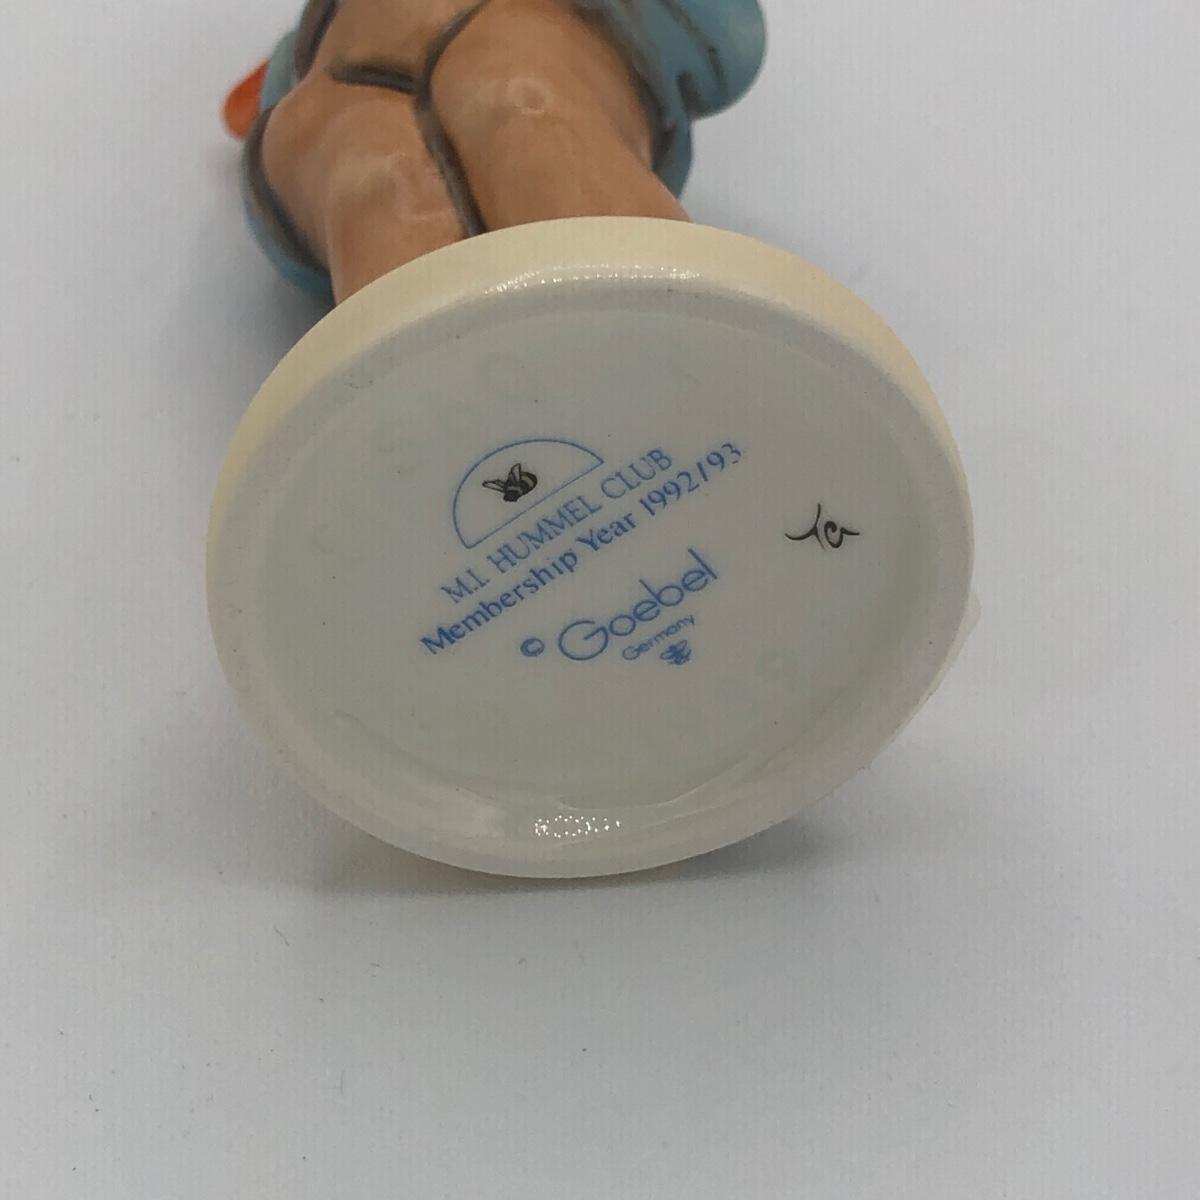 M.I. HUMMEL CLUB
Membership Year 1992/93
© Goebel
Germany